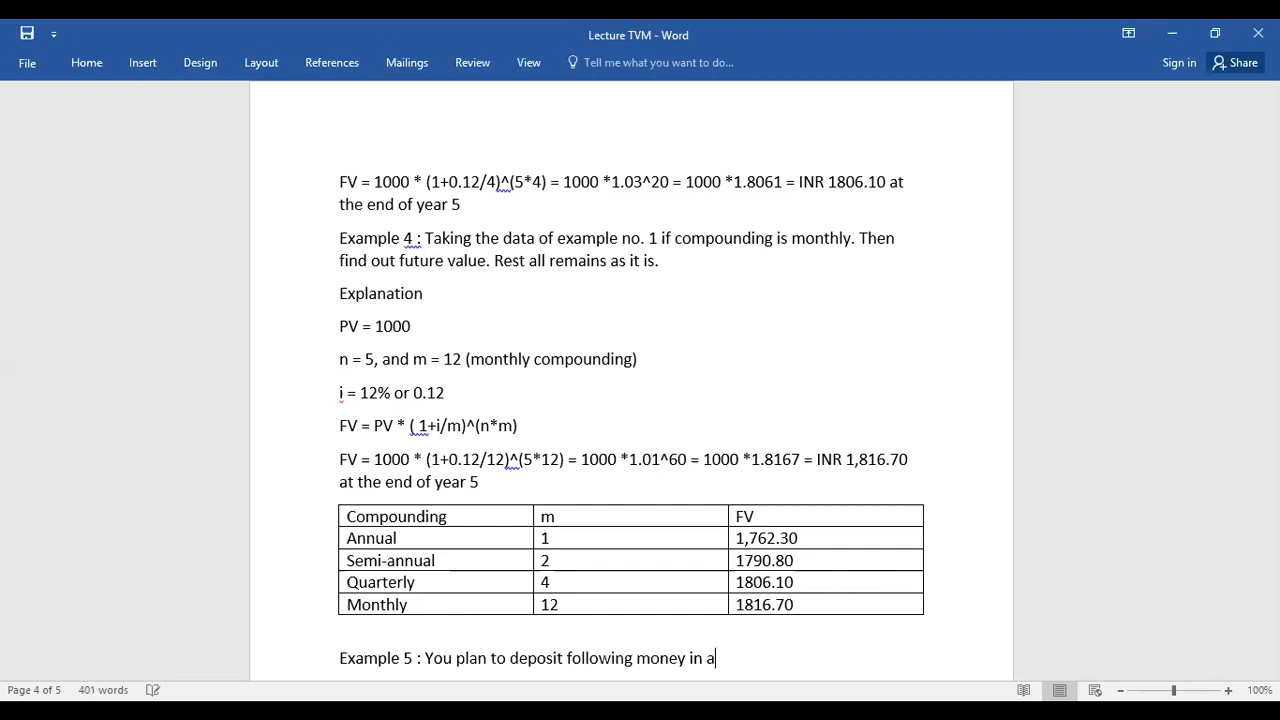 Lecture TVM - Word
File Home Insert Design Layout References Mailings Review View Tell me what you want to do... Sign in Share
FV = 1000 * (1+0.12/4)^(5*4) = 1000 *1.03^20 = 1000 *1.8061 = INR 1806.10 at
the end of year 5
Example 4 : Taking the data of example no. 1 if compounding is monthly. Then
find out future value. Rest all remains as it is.
Explanation
PV = 1000
n = 5, and m = 12 (monthly compounding)
i = 12% or 0.12
FV = PV * ( 1+i/m)^(n*m)
FV = 1000 * (1+0.12/12)^(5*12) = 1000 *1.01^60 = 1000 *1.8167 = INR 1,816.70
at the end of year 5
Compounding m FV
Annual 1 1,762.30
Semi-annual 2 1790.80
Quarterly 4 1806.10
Monthly 12 1816.70
Example 5 : You plan to deposit following money in a
Page 4 of 5 401 words 100%